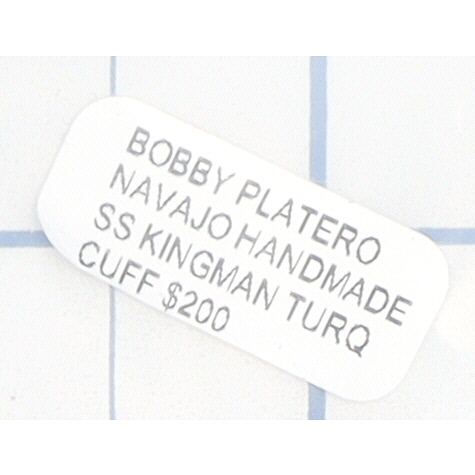 BOBBY PLATERO
NAVAJO HANDMADE
SS KINGMAN TURQ
CUFF $200